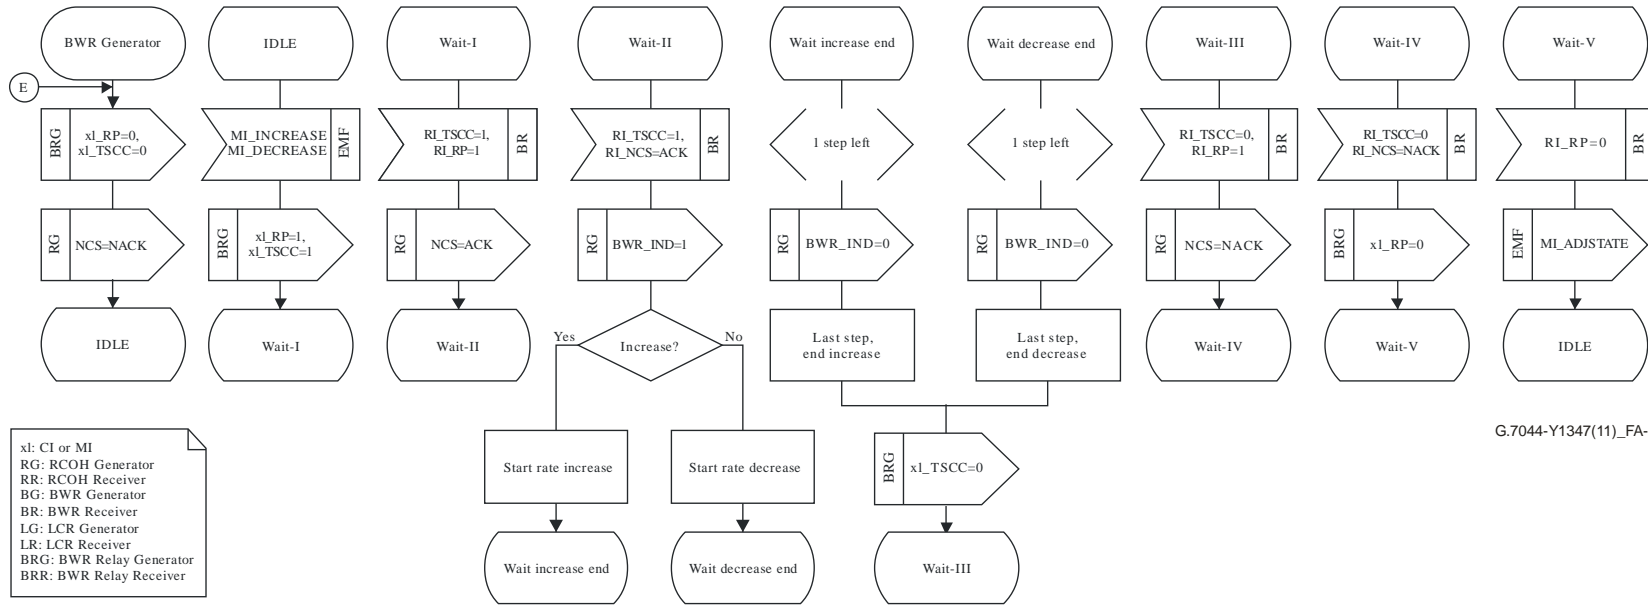 BWR Generator
IDLE
Wait-I
Wait-II
Wait increase end
Wait decrease end
Wait-III
Wait-IV
Wait-V
E
BRG
xl_RP=0,
xl_TSCC=0
MI_INCREASE
MI_DECREASE
EMF
RI_TSCC=1,
RI_RP=1
BR
RI_TSCC=1,
RI_NCS=ACK
BR
1 step left
1 step left
RI_TSCC=0,
RI_RP=1
BR
RI_TSCC=0
RI_NCS=NACK
BR
RI_RP=0
BR
RG
NCS=NACK
BRG
xl_RP=1,
xl_TSCC=1
RG
NCS=ACK
RG
BWR_IND=1
RG
BWR_IND=0
RG
BWR_IND=0
RG
NCS=NACK
BRG
xl_RP=0
EMF
MI_ADJSTATE
IDLE
Wait-I
Wait-II
Yes
Increase?
No
Last step,
end increase
Last step,
end decrease
Wait-IV
Wait-V
IDLE
G.7044-Y1347(11)_FA-
xl: CI or MI
RG: RCOH Generator
RR: RCOH Receiver
BG: BWR Generator
BR: BWR Receiver
LG: LCR Generator
LR: LCR Receiver
BRG: BWR Relay Generator
BRR: BWR Relay Receiver
Start rate increase
Start rate decrease
BRG
xl_TSCC=0
Wait increase end
Wait decrease end
Wait-III